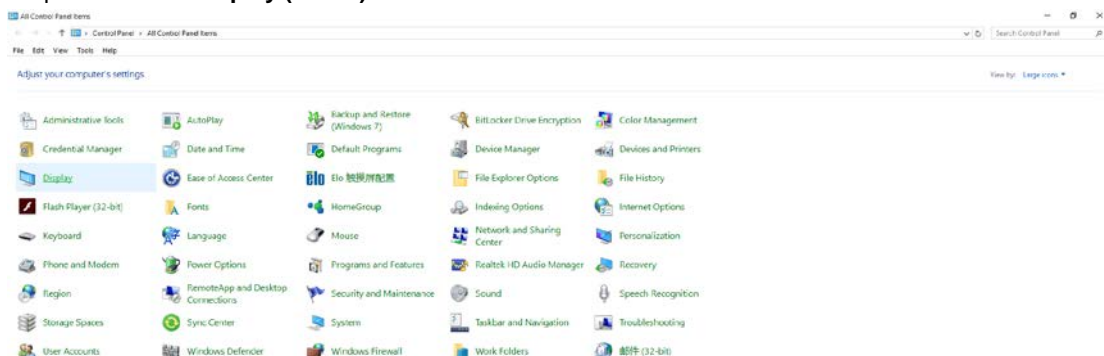 All Control Panel Items
Control Panel › All Control Panel Items
Search Control Panel
File Edit View Tools Help
Adjust your computer's settings
View by: Large icons
Administrative Tools
AutoPlay
Backup and Restore
(Windows 7)
BitLocker Drive Encryption
Color Management
Credential Manager
Date and Time
Default Programs
Device Manager
Devices and Printers
Display
Ease of Access Center
elo
Elo 触摸屏配置
File Explorer Options
File History
Flash Player (32-bit)
Fonts
HomeGroup
Indexing Options
Internet Options
Keyboard
Language
Mouse
Network and Sharing
Center
Personalization
Phone and Modem
Power Options
Programs and Features
Realtek HD Audio Manager
Recovery
Region
RemoteApp and Desktop
Connections
Security and Maintenance
Sound
Speech Recognition
Storage Spaces
Sync Center
System
Taskbar and Navigation
Troubleshooting
User Accounts
Windows Defender
Windows Firewall
Work Folders
邮件 (32-bit)